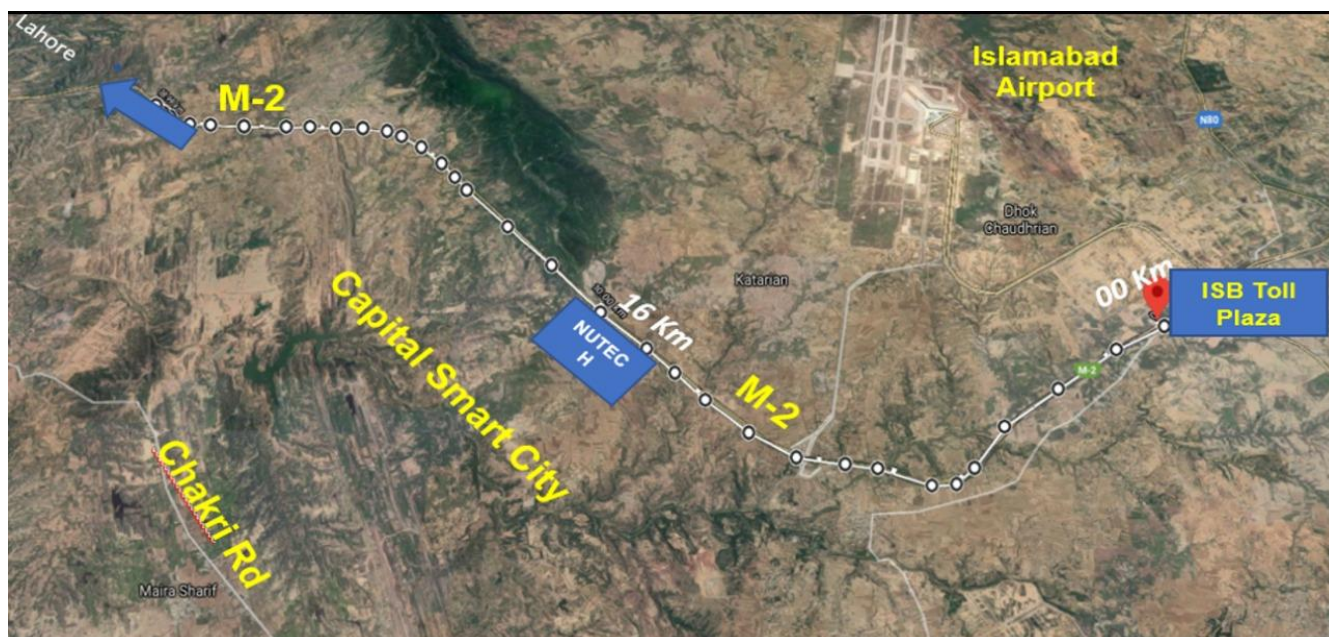 Lahore
M-2
Islamabad
Airport
N80
Dhok
Chaudhrian
Katarian
00 Km
ISB Toll
Plaza
16 Km
NUTEC
H
M-2
M-2
Capital Smart City
Chakri Rd
Maira Sharif